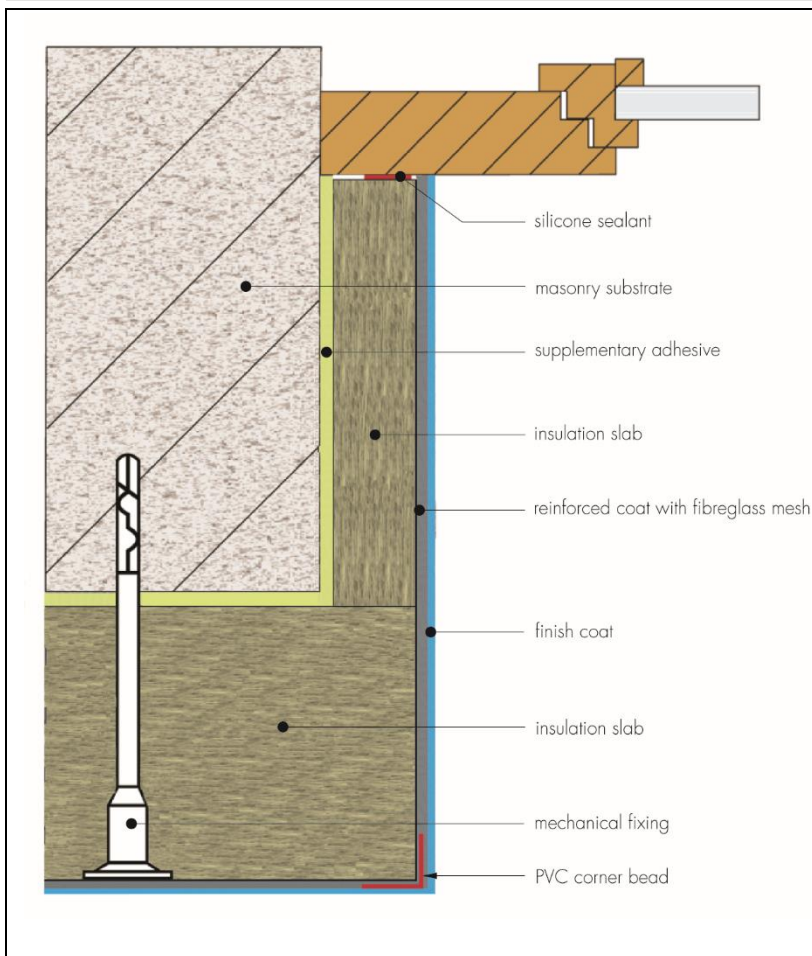 silicone sealant
masonry substrate
supplementary adhesive
insulation slab
reinforced coat with fibreglass mesh
finish coat
insulation slab
mechanical fixing
PVC corner bead